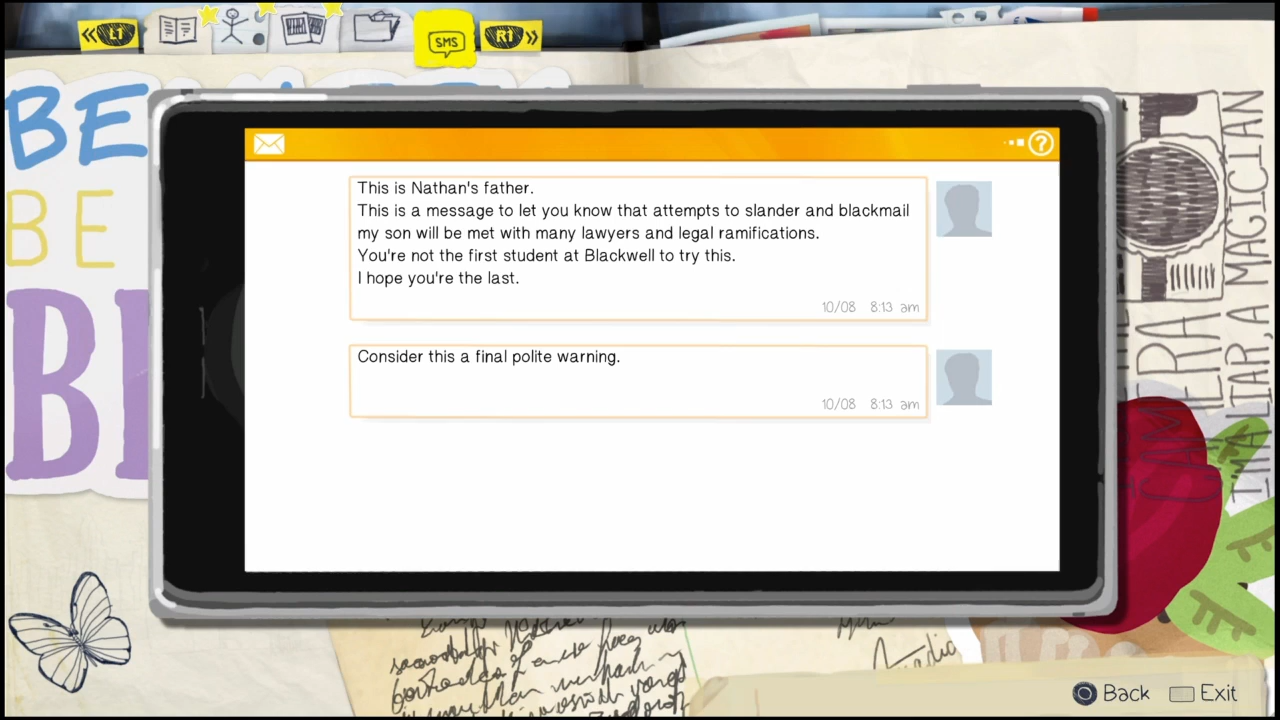 L1
SMS
R1
BE
BE
This is Nathan's father.
This is a message to let you know that attempts to slander and blackmail
my son will be met with many lawyers and legal ramifications.
You're not the first student at Blackwell to try this.
I hope you're the last.
10/08 8:13 am
Consider this a final polite warning.
10/08 8:13 am
CAMERA
I'M A LIAR, A MAGICIAN
Back
Exit